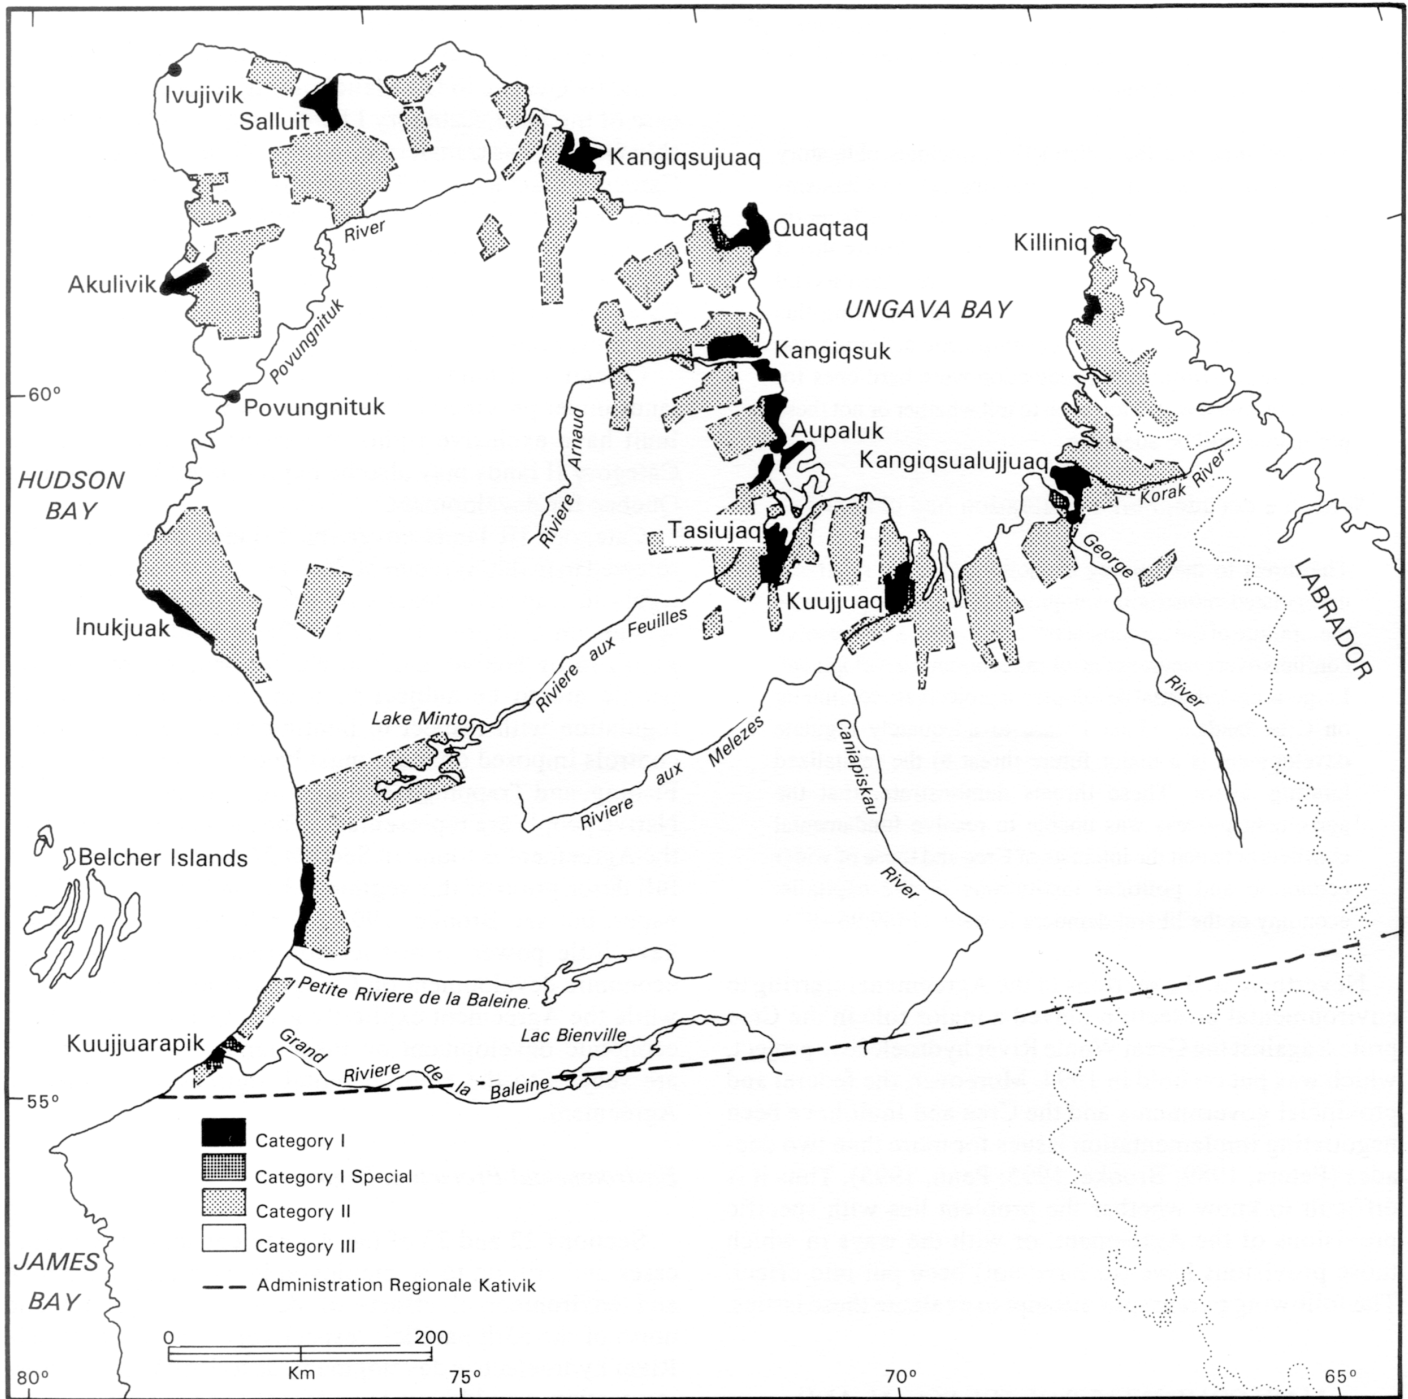 Ivujivik
Salluit
Kangiqsujuaq
River
Quaqtaq
Killiniq
Akulivik
UNGAVA BAY
Povungnituk
Kangiqsuk
60°
Povungnituk
Arnaud
Riviere
Aupaluk
Kangiqsualujjuaq
Korak River
HUDSON
BAY
Tasiujaq
George
River
LABRADOR
Kuujjuaq
Inukjuak
Riviere aux Feuilles
Lake Minto
Riviere aux Melezes
Caniapiskau
River
Belcher Islands
Petite Riviere de la Baleine
Kuujjuarapik
Grand
Riviere de la Baleine
Lac Bienville
55°
Category I
Category I Special
Category II
Category III
Administration Regionale Kativik
JAMES
BAY
0 200
Km
80° 75° 70° 65°